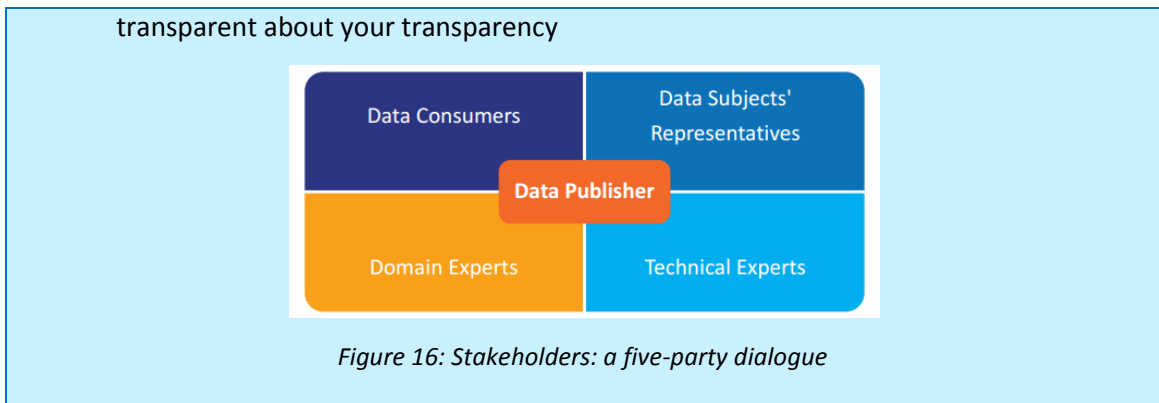 transparent about your transparency
Data Consumers
Data Subjects'
Representatives
Data Publisher
Domain Experts
Technical Experts
Figure 16: Stakeholders: a five-party dialogue